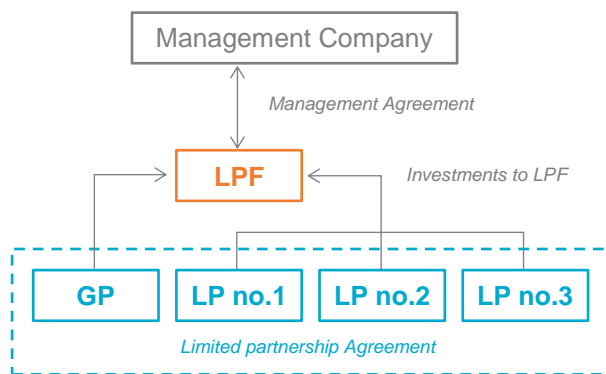 Management Company
Management Agreement
LPF
Investments to LPF
GP
LP no.1
LP no.2
LP no.3
Limited partnership Agreement